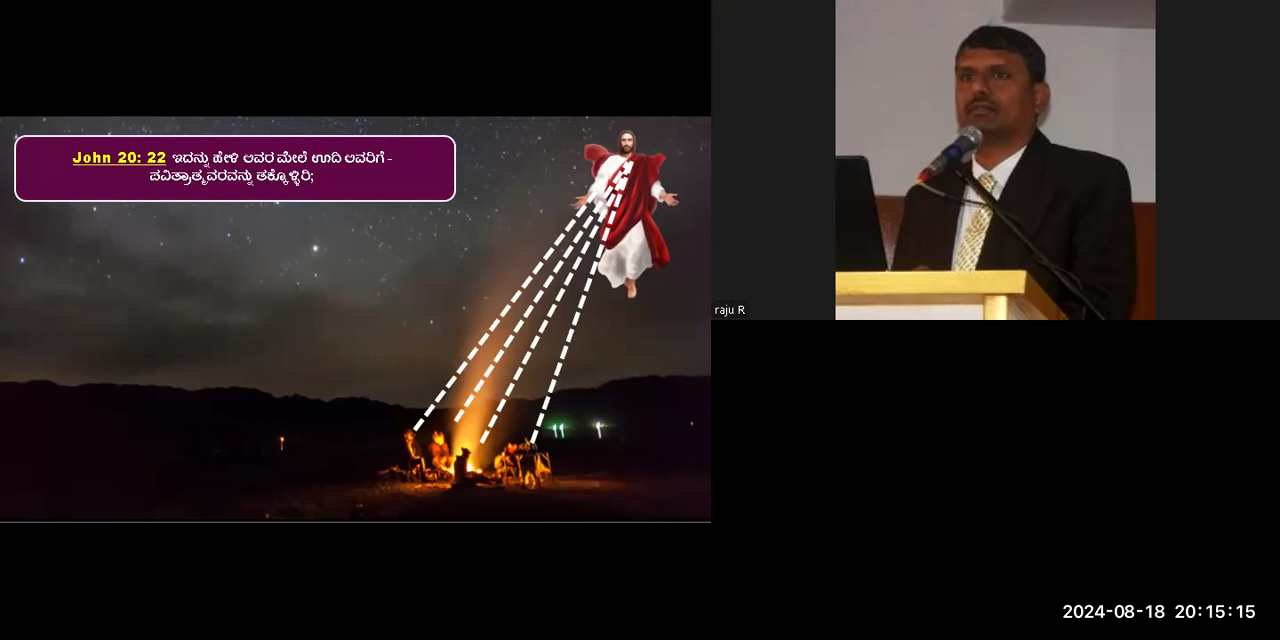 John 20: 22 ಇದನ್ನು ಹೇಳಿ ಅವರ ಮೇಲೆ ಊದಿ ಅವರಿಗೆ -
ಪವಿತ್ರಾತ್ಮವರವನ್ನು ತಕ್ಕೊಳ್ಳಿರಿ;
raju R
2024-08-18 20:15:15